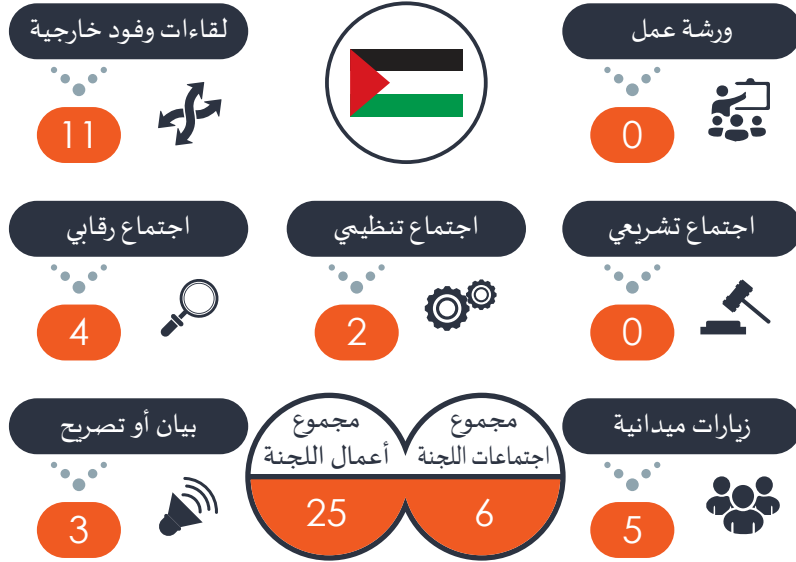 ورشة عمل
0
لقاءات وفود خارجية
11
اجتماع تشريعي
0
اجتماع تنظيمي
2
اجتماع رقابي
4
زيارات ميدانية
5
مجموع
اجتماعات اللجنة
6
مجموع
أعمال اللجنة
25
بيان أو تصريح
3